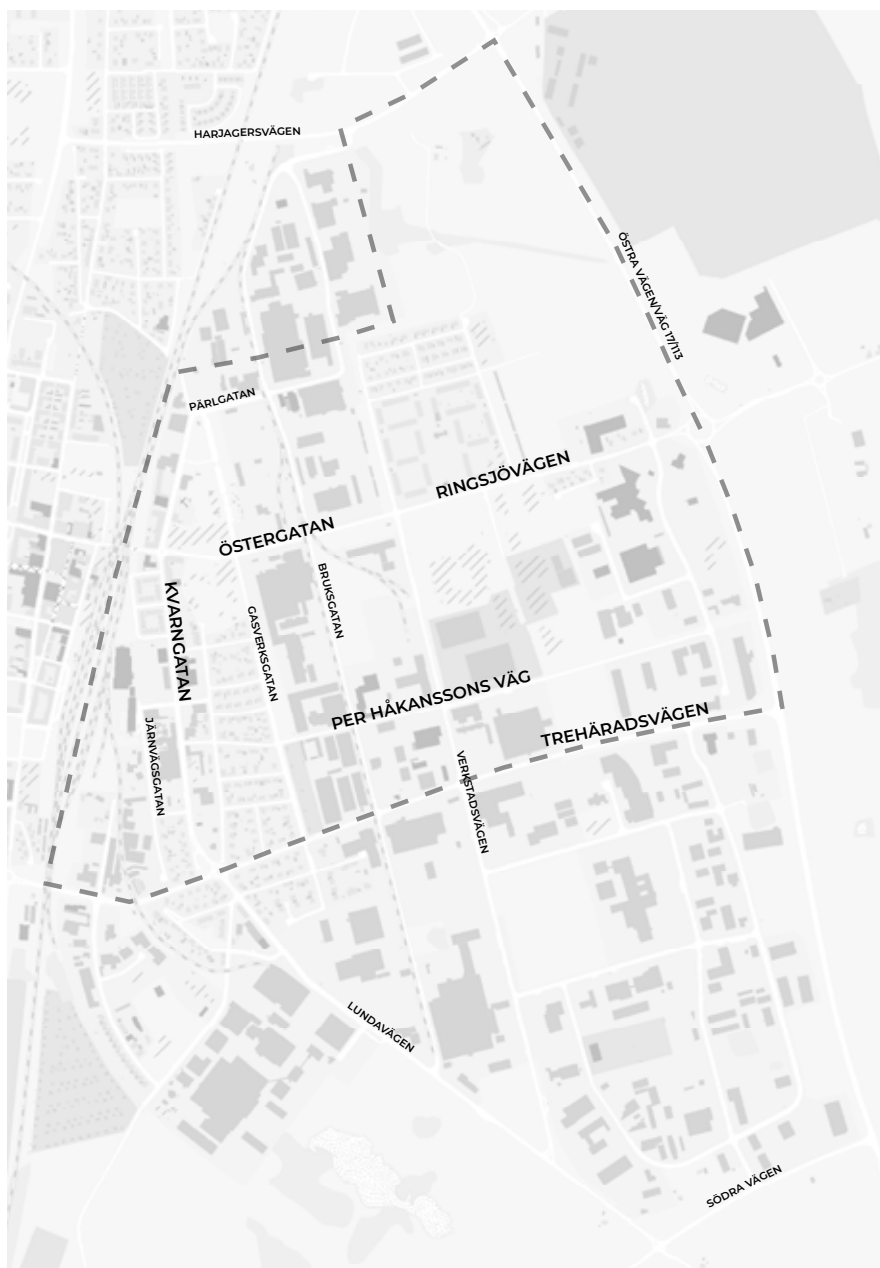 HARJAGERSVÄGEN
ÖSTRA VÄGEN/VÄG 17/113
PÄRLGATAN
RINGSJÖVÄGEN
ÖSTERGATAN
BRUKSGATAN
KVARNGATAN
GASVERKSGATAN
PER HÅKANSSONS VÄG
TREHÄRADSVÄGEN
JÄRNVÄGSGATAN
VERKSTADSVÄGEN
LUNDAVÄGEN
SÖDRA VÄGEN